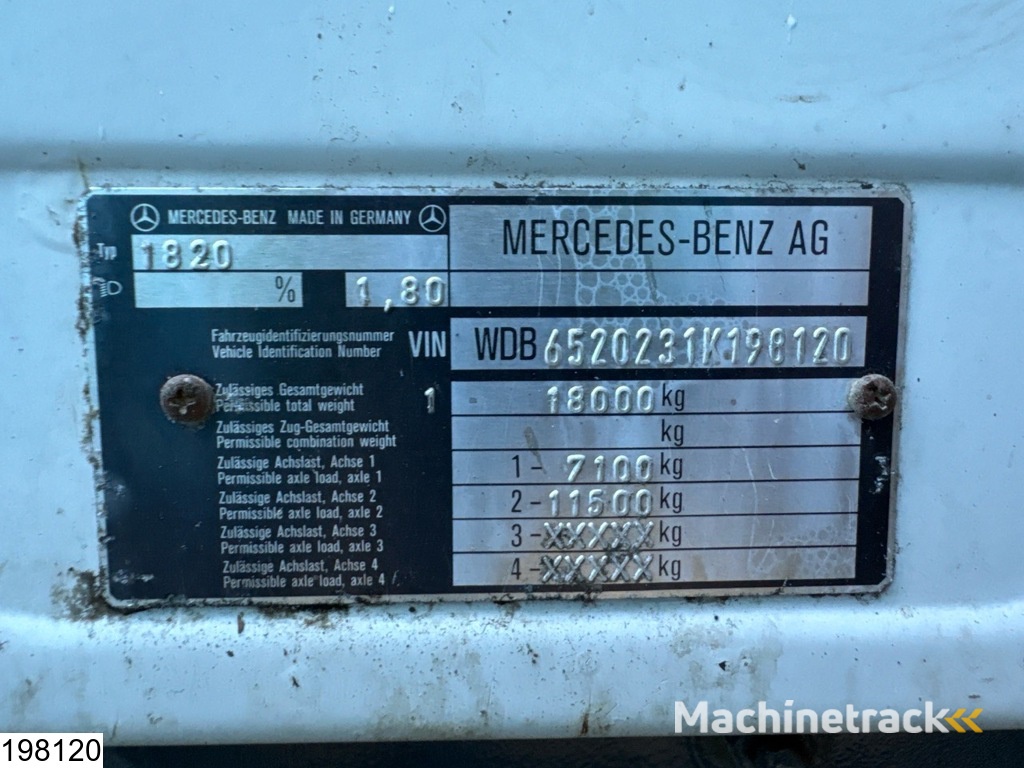 MERCEDES-BENZ MADE IN GERMANY
MERCEDES-BENZ AG
Typ 1820
% 1,80
Fahrzeugidentifizierungsnummer
Vehicle Identification Number VIN WDB 6520231K198120
Zulässiges Gesamtgewicht
Permissible total weight 1 18000 kg
Zulässiges Zug-Gesamtgewicht
Permissible combination weight kg
Zulässige Achslast, Achse 1
Permissible axle load, axle 1 1- 7100 kg
Zulässige Achslast, Achse 2
Permissible axle load, axle 2 2- 11500 kg
Zulässige Achslast, Achse 3
Permissible axle load, axle 3 3- XXXXX kg
Zulässige Achslast, Achse 4
Permissible axle load, axle 4 4- XXXXX kg
Machinetrack
198120